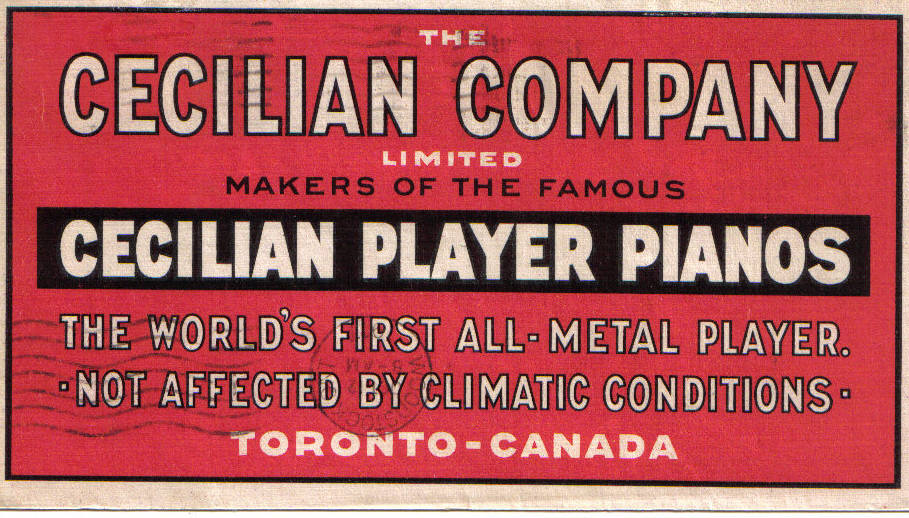 THE
CECILIAN COMPANY
LIMITED
MAKERS OF THE FAMOUS
CECILIAN PLAYER PIANOS
THE WORLD'S FIRST ALL-METAL PLAYER.
·NOT AFFECTED BY CLIMATIC CONDITIONS·
TORONTO-CANADA